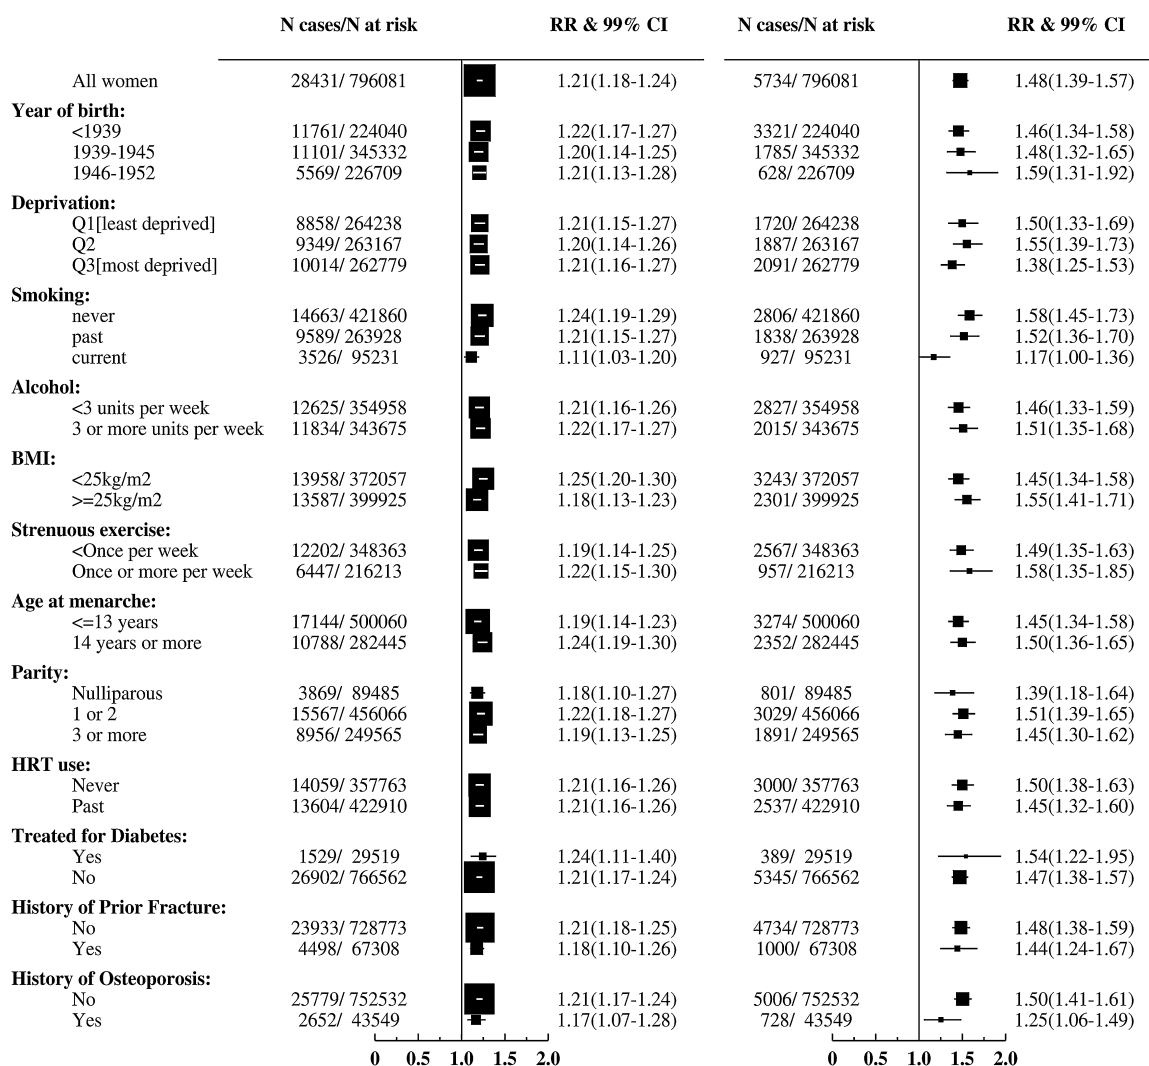 N cases/N at risk RR & 99% CI N cases/N at risk RR & 99% CI
All women 28431/ 796081 1.21(1.18-1.24) 5734/ 796081 1.48(1.39-1.57)
Year of birth:
<1939 11761/ 224040 1.22(1.17-1.27) 3321/ 224040 1.46(1.34-1.58)
1939-1945 11101/ 345332 1.20(1.14-1.25) 1785/ 345332 1.48(1.32-1.65)
1946-1952 5569/ 226709 1.21(1.13-1.28) 628/ 226709 1.59(1.31-1.92)
Deprivation:
Q1[least deprived] 8858/ 264238 1.21(1.15-1.27) 1720/ 264238 1.50(1.33-1.69)
Q2 9349/ 263167 1.20(1.14-1.26) 1887/ 263167 1.55(1.39-1.73)
Q3[most deprived] 10014/ 262779 1.21(1.16-1.27) 2091/ 262779 1.38(1.25-1.53)
Smoking:
never 14663/ 421860 1.24(1.19-1.29) 2806/ 421860 1.58(1.45-1.73)
past 9589/ 263928 1.21(1.15-1.27) 1838/ 263928 1.52(1.36-1.70)
current 3526/ 95231 1.11(1.03-1.20) 927/ 95231 1.17(1.00-1.36)
Alcohol:
<3 units per week 12625/ 354958 1.21(1.16-1.26) 2827/ 354958 1.46(1.33-1.59)
3 or more units per week 11834/ 343675 1.22(1.17-1.27) 2015/ 343675 1.51(1.35-1.68)
BMI:
<25kg/m2 13958/ 372057 1.25(1.20-1.30) 3243/ 372057 1.45(1.34-1.58)
>=25kg/m2 13587/ 399925 1.18(1.13-1.23) 2301/ 399925 1.55(1.41-1.71)
Strenuous exercise:
<Once per week 12202/ 348363 1.19(1.14-1.25) 2567/ 348363 1.49(1.35-1.63)
Once or more per week 6447/ 216213 1.22(1.15-1.30) 957/ 216213 1.58(1.35-1.85)
Age at menarche:
<=13 years 17144/ 500060 1.19(1.14-1.23) 3274/ 500060 1.45(1.34-1.58)
14 years or more 10788/ 282445 1.24(1.19-1.30) 2352/ 282445 1.50(1.36-1.65)
Parity:
Nulliparous 3869/ 89485 1.18(1.10-1.27) 801/ 89485 1.39(1.18-1.64)
1 or 2 15567/ 456066 1.22(1.18-1.27) 3029/ 456066 1.51(1.39-1.65)
3 or more 8956/ 249565 1.19(1.13-1.25) 1891/ 249565 1.45(1.30-1.62)
HRT use:
Never 14059/ 357763 1.21(1.16-1.26) 3000/ 357763 1.50(1.38-1.63)
Past 13604/ 422910 1.21(1.16-1.26) 2537/ 422910 1.45(1.32-1.60)
Treated for Diabetes:
Yes 1529/ 29519 1.24(1.11-1.40) 389/ 29519 1.54(1.22-1.95)
No 26902/ 766562 1.21(1.17-1.24) 5345/ 766562 1.47(1.38-1.57)
History of Prior Fracture:
No 23933/ 728773 1.21(1.18-1.25) 4734/ 728773 1.48(1.38-1.59)
Yes 4498/ 67308 1.18(1.10-1.26) 1000/ 67308 1.44(1.24-1.67)
History of Osteoporosis:
No 25779/ 752532 1.21(1.17-1.24) 5006/ 752532 1.50(1.41-1.61)
Yes 2652/ 43549 1.17(1.07-1.28) 728/ 43549 1.25(1.06-1.49)
0 0.5 1.0 1.5 2.0 0 0.5 1.0 1.5 2.0